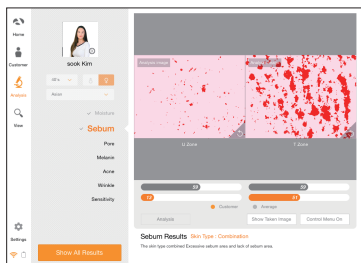 Home
Customer
Analysis
View
Settings
sook Kim
30's
Asian
Moisture
Sebum
Pore
Melanin
Acne
Wrinkle
Sensitivity
Show All Results
Analysis Image
U Zone
T Zone
Customer
Average
Analysis
Show Taken Image
Control Menu On
Sebum Results Skin Type : Combination
The skin type combined Excessive sebum area and lack of sebum area.